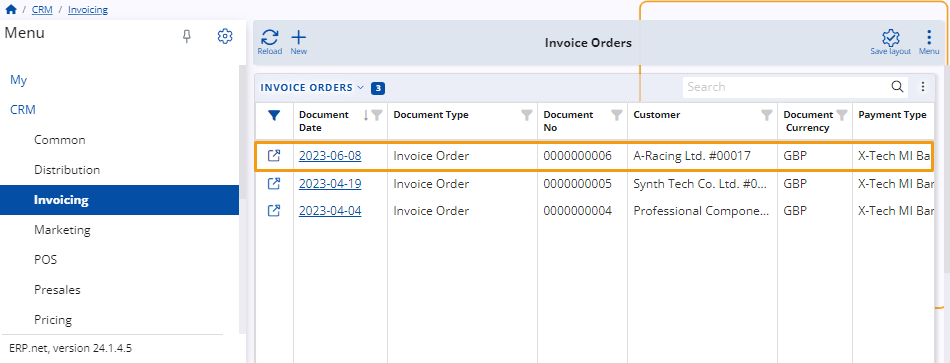 / CRM / Invoicing
Menu
My
CRM
Common
Distribution
Invoicing
Marketing
POS
Presales
Pricing
ERP.net, version 24.1.4.5
Reload New Invoice Orders Save layout Menu
INVOICE ORDERS 3 Search
Document Date Document Type Document No Customer Document Currency Payment Type
2023-06-08 Invoice Order 0000000006 A-Racing Ltd. #00017 GBP X-Tech MI Bar
2023-04-19 Invoice Order 0000000005 Synth Tech Co. Ltd. #0... GBP X-Tech MI Bar
2023-04-04 Invoice Order 0000000004 Professional Compone... GBP X-Tech MI Bar